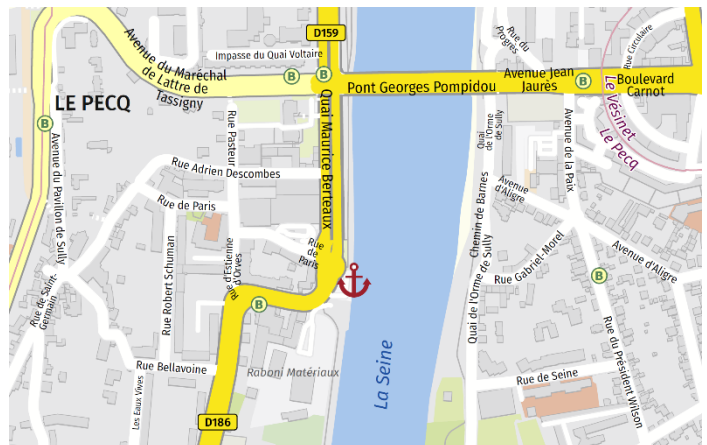 D159
Impasse du Quai Voltaire
Avenue du Maréchal
de Lattre de
Tassigny
B
B
B
Pont Georges Pompidou
Avenue Jean
Jaurès
B
Boulevard
Carnot
Rue du
Progrès
Rue Circulaire
Le Vésinet
Le Pecq
LE PECQ
Quai Maurice Berteaux
Rue Pasteur
Quai
de l'Orme
de Sully
Avenue de la Paix
Avenue du Pavillon de Sully
Rue Adrien Descombes
Rue de Paris
Rue
de
Paris
Rue d'Estienne
d'Orves
Rue Robert Schuman
Rue de Saint-
Germain
Chemin de Barnes
Quai de l'Orme de Sully
Avenue
d'Aligre
Avenue d'Aligre
Rue Gabriel-Morel
B
B
Rue du Président Wilson
Rue de Seine
La Seine
Raboni Matériaux
Rue Bellavoine
Les Eaux Vives
D186